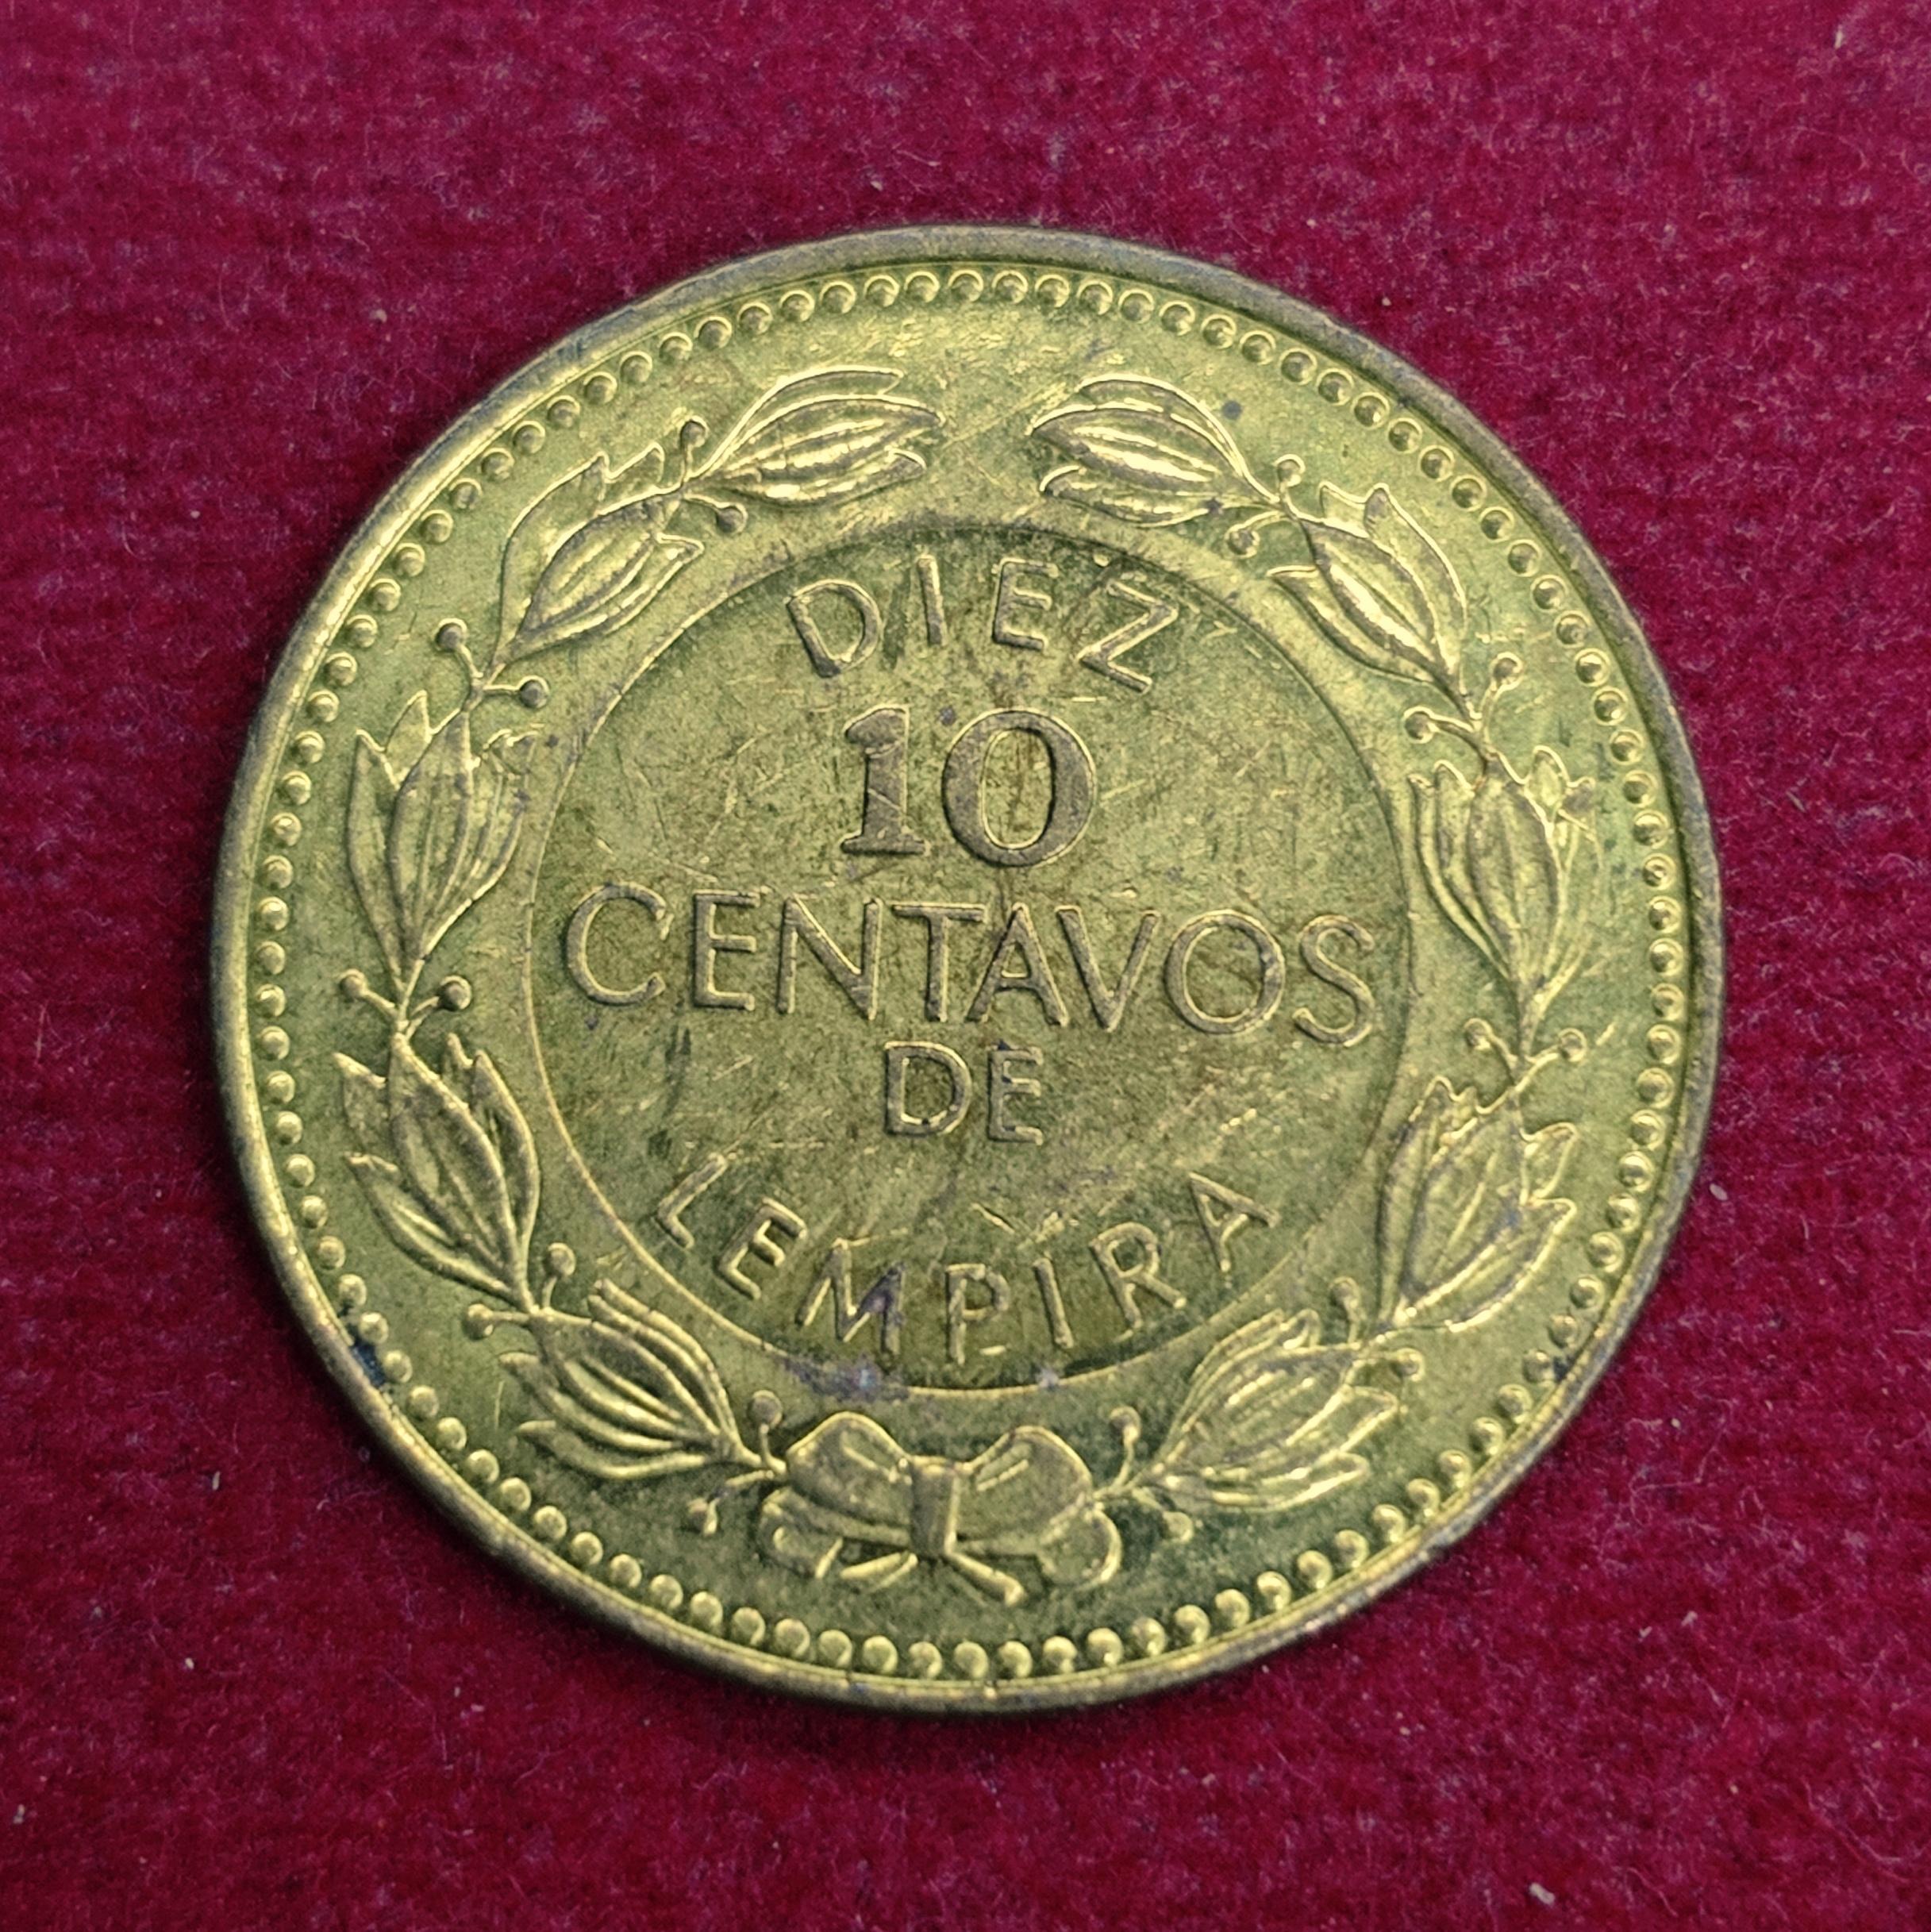 DIEZ
10
CENTAVOS
DE
LEMPIRA